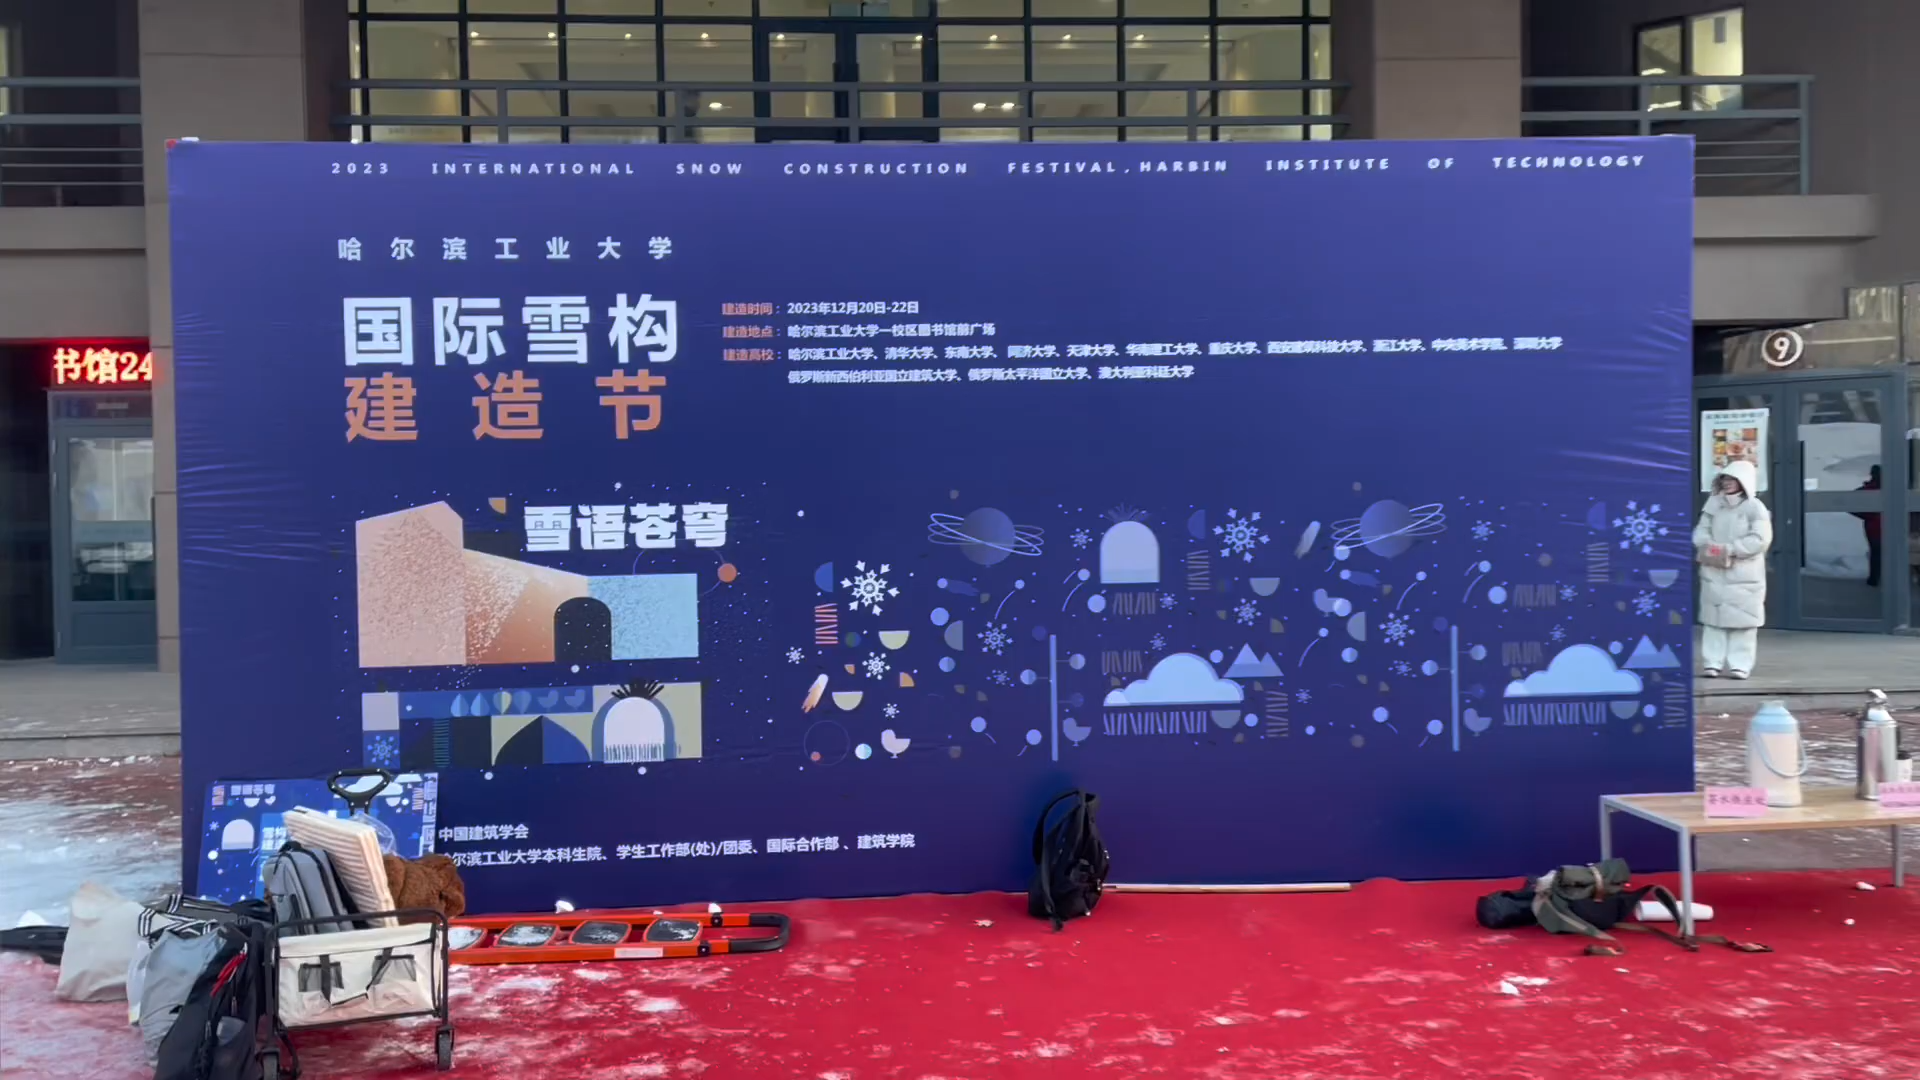 2023 INTERNATIONAL SNOW CONSTRUCTION FESTIVAL,HARBIN INSTITUTE OF TECHNOLOGY
哈尔滨工业大学
国际雪构
建造节
建造时间：2023年12月20日-22日
建造地点：哈尔滨工业大学一校区图书馆前广场
建造高校：哈尔滨工业大学、清华大学、东南大学、同济大学、天津大学、华南理工大学、重庆大学、西安建筑科技大学、浙江大学、中央美术学院、深圳大学
俄罗斯新西伯利亚国立建筑大学、俄罗斯太平洋国立大学、澳大利亚科廷大学
书馆24
9
雪语苍穹
中国建筑学会
尔滨工业大学本科生院、学生工作部(处)/团委、国际合作部、建筑学院